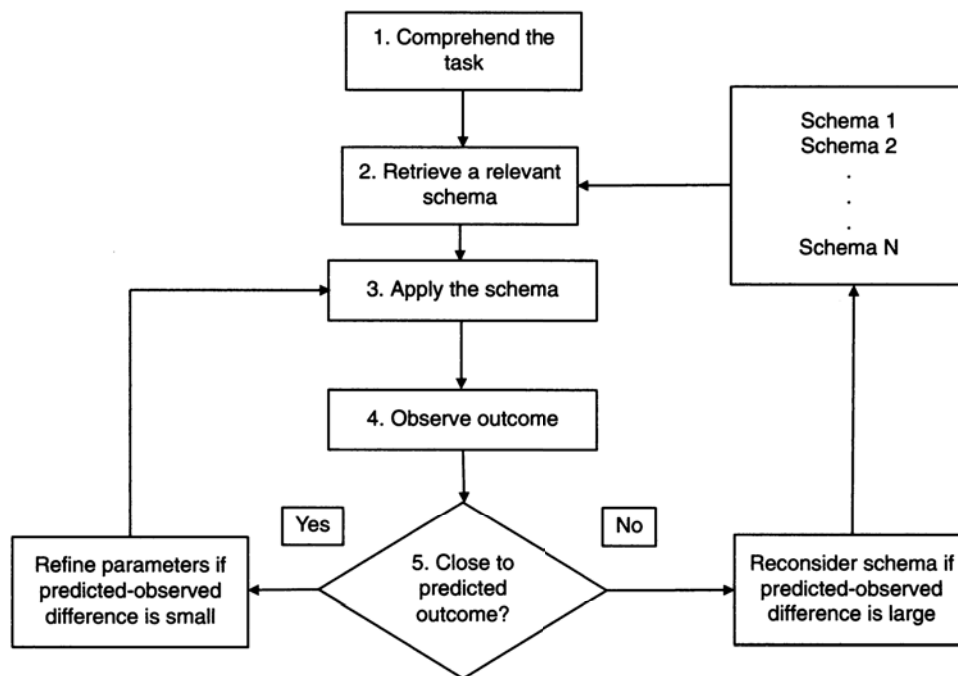 1. Comprehend the
task
2. Retrieve a relevant
schema
Schema 1
Schema 2
.
.
.
Schema N
3. Apply the schema
4. Observe outcome
Yes
No
Refine parameters if
predicted-observed
difference is small
5. Close to
predicted
outcome?
Reconsider schema if
predicted-observed
difference is large